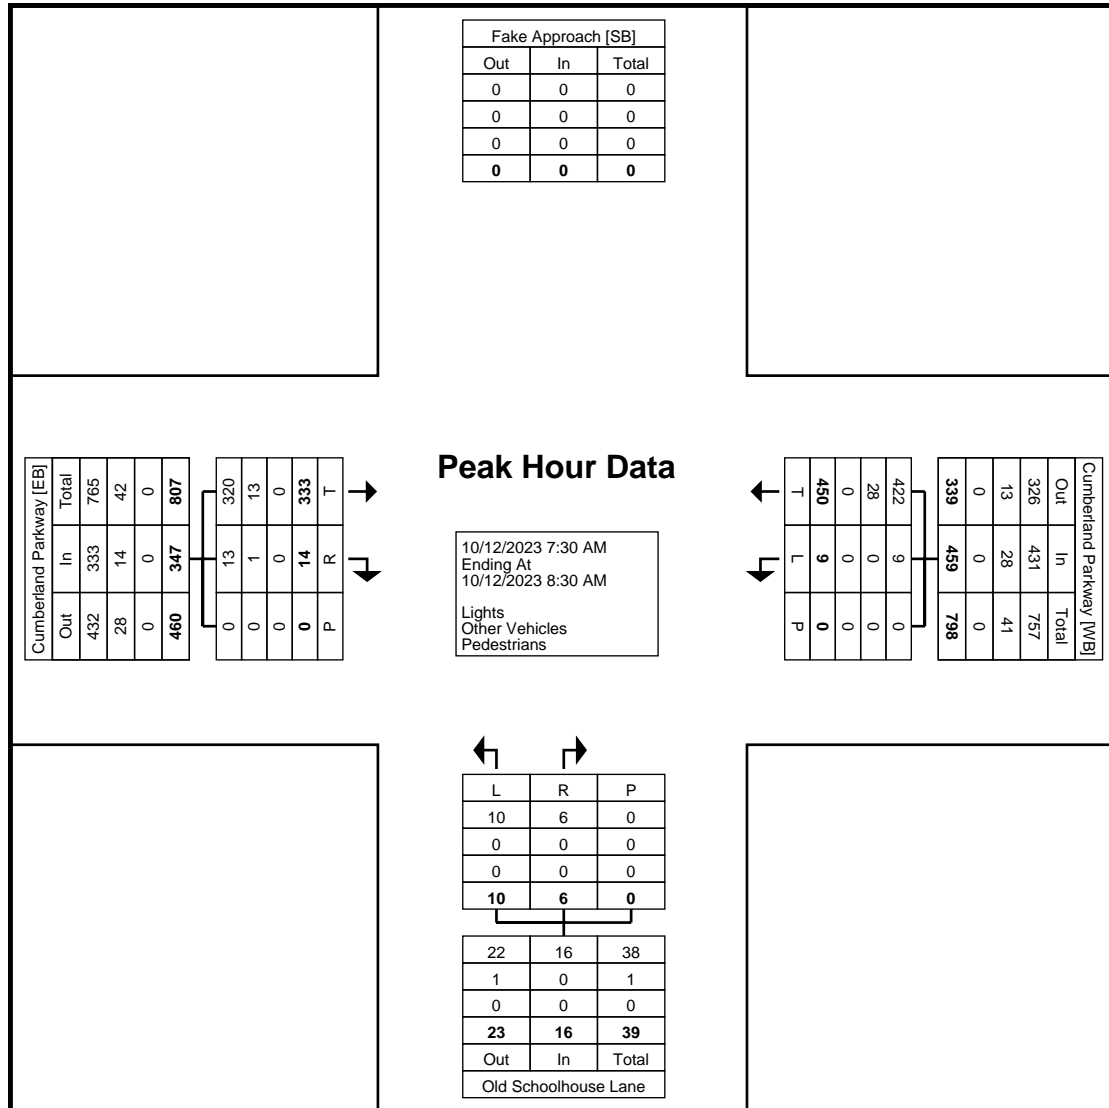 Fake Approach [SB]
Out In Total
0 0 0
0 0 0
0 0 0
0 0 0
Peak Hour Data
10/12/2023 7:30 AM
Ending At
10/12/2023 8:30 AM
Lights
Other Vehicles
Pedestrians
Cumberland Parkway [EB]
Out In Total
432 333 765
28 14 42
0 0 0
460 347 807
0 13 320
0 1 13
0 0 0
0 14 333
P R T
Cumberland Parkway [WB]
Out In Total
326 431 757
13 28 41
0 0 0
339 459 798
422 9 0
28 0 0
0 0 0
450 9 0
T L P
L R P
10 6 0
0 0 0
0 0 0
10 6 0
22 16 38
1 0 1
0 0 0
23 16 39
Out In Total
Old Schoolhouse Lane